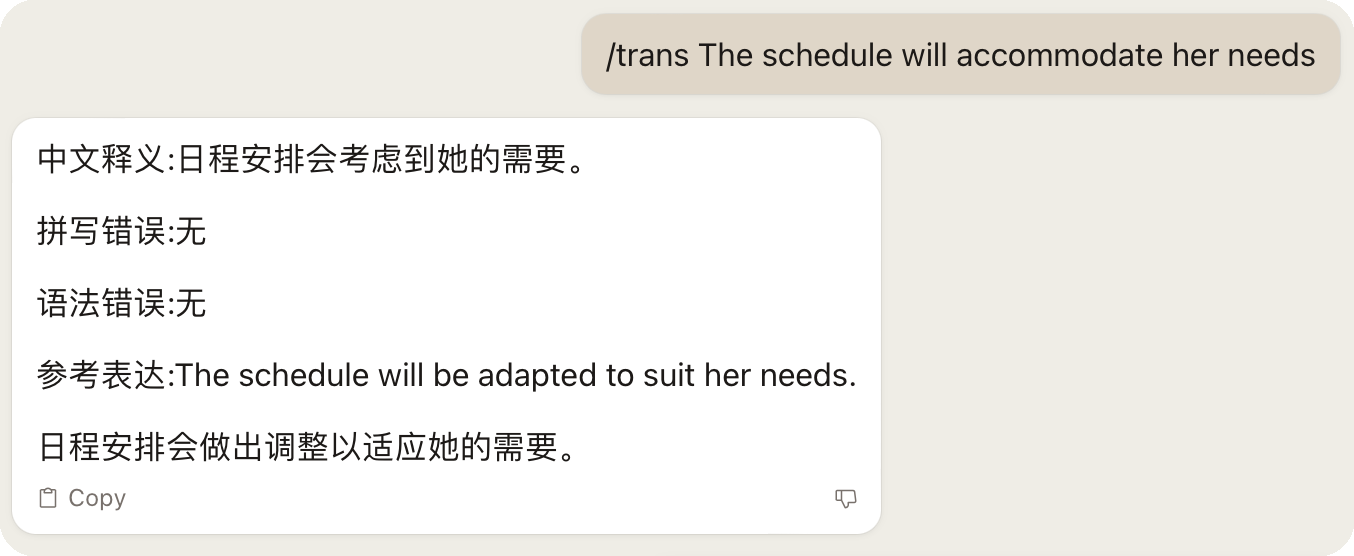 /trans The schedule will accommodate her needs
中文释义:日程安排会考虑到她的需要。
拼写错误:无
语法错误:无
参考表达:The schedule will be adapted to suit her needs.
日程安排会做出调整以适应她的需要。
Copy